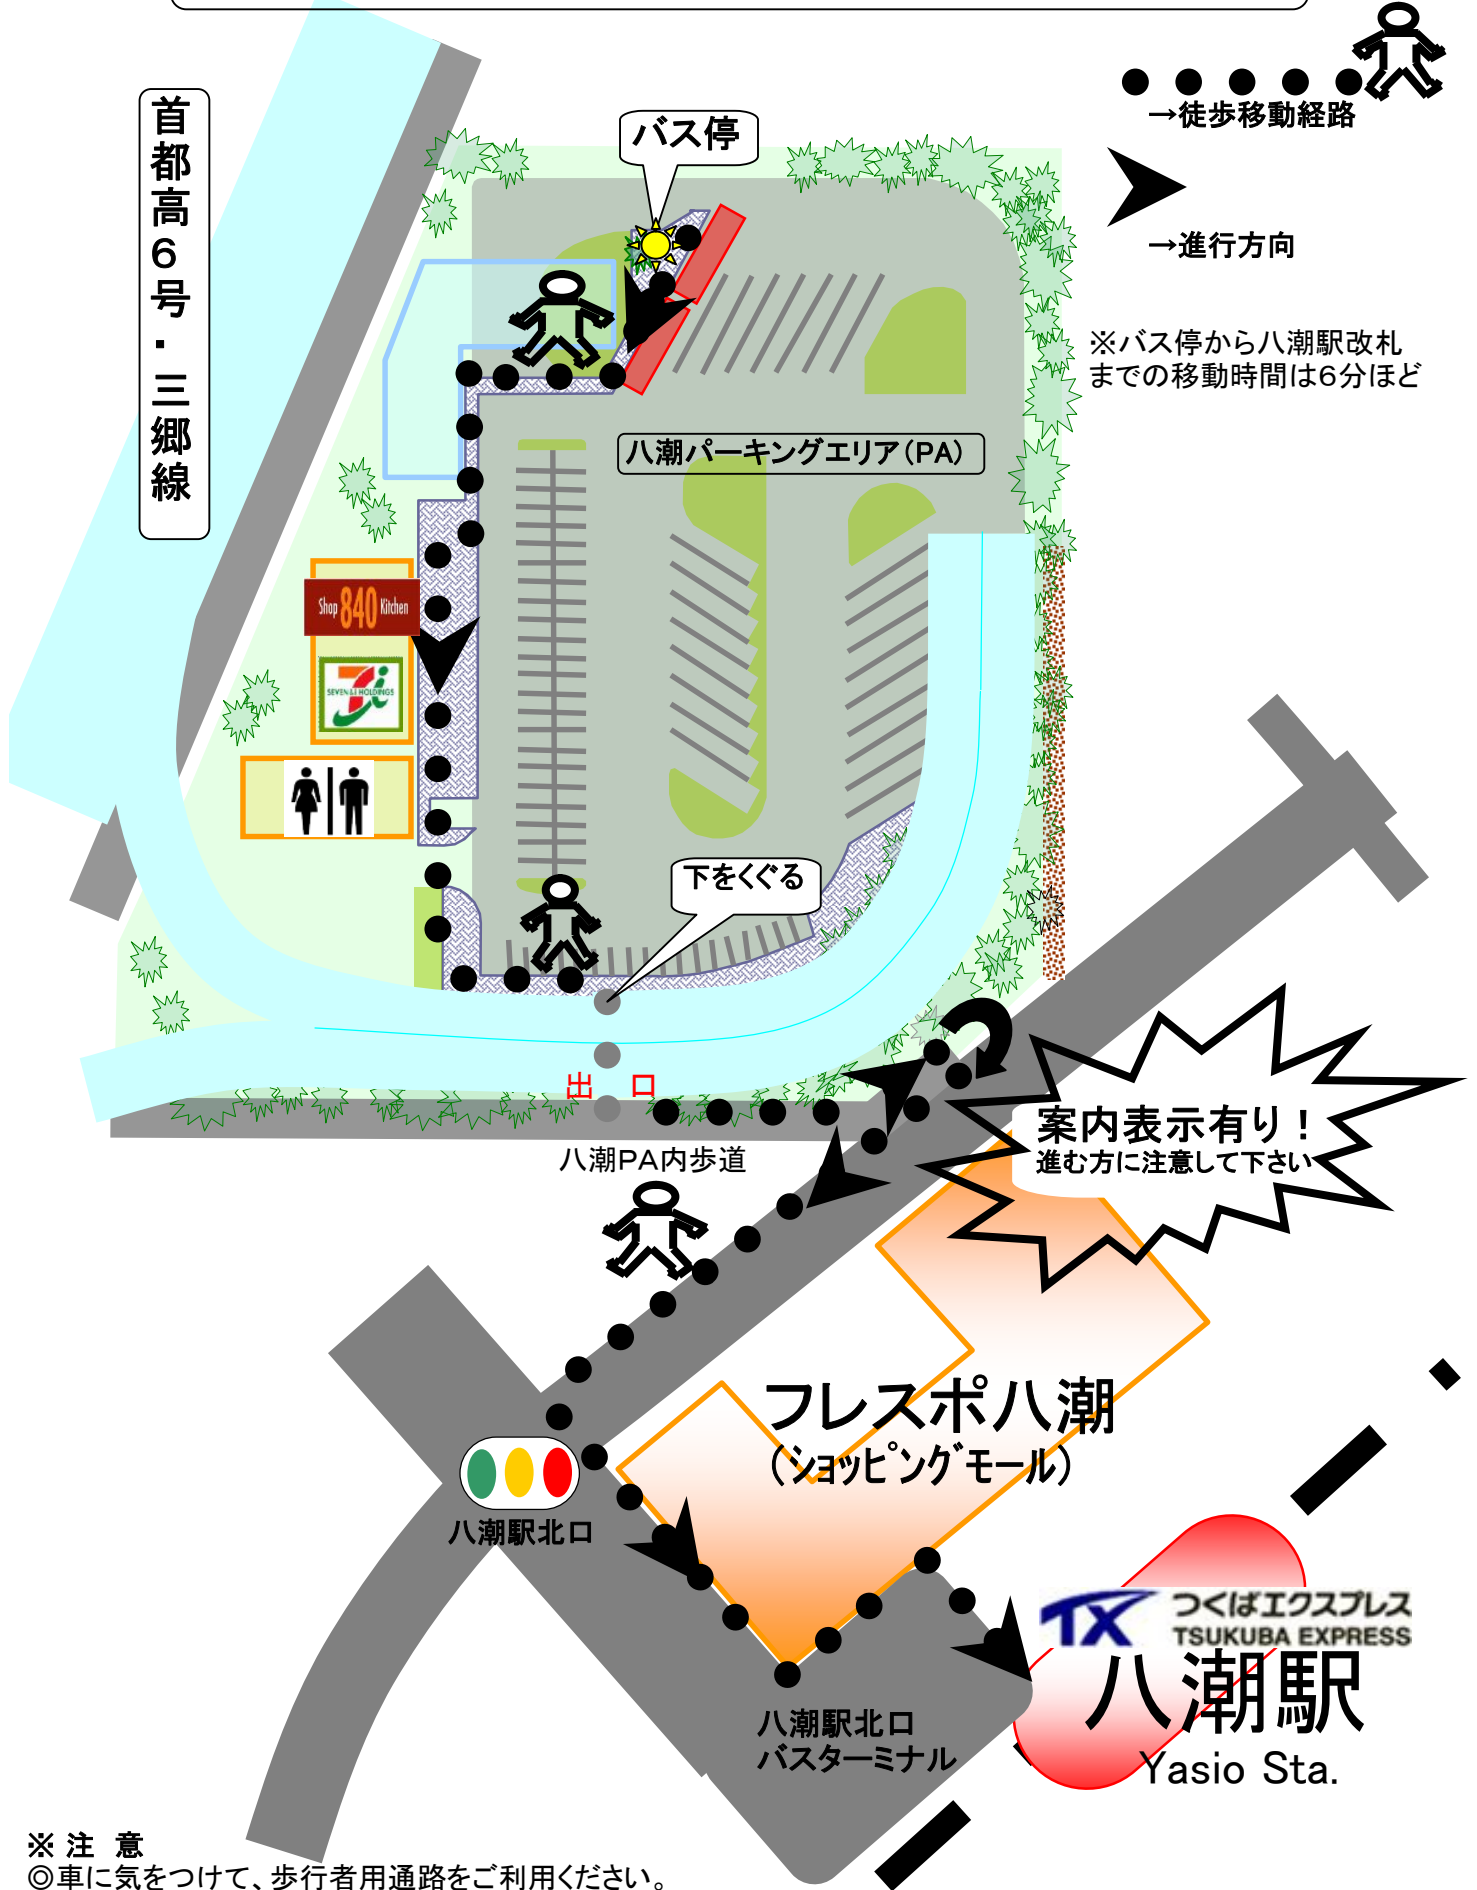 →徒歩移動経路
→進行方向
※バス停から八潮駅改札
までの移動時間は6分ほど
首都高6号・三郷線
バス停
八潮パーキングエリア(PA)
Shop 840 Kitchen
SEVEN & i HOLDINGS
下をくぐる
出 口
八潮PA内歩道
案内表示有り!
進む方に注意して下さい
フレスポ八潮
(ショッピングモール)
八潮駅北口
つくばエクスプレス
TX TSUKUBA EXPRESS
八潮駅
Yasio Sta.
八潮駅北口
バスターミナル
※ 注 意
◎車に気をつけて、歩行者用通路をご利用ください。